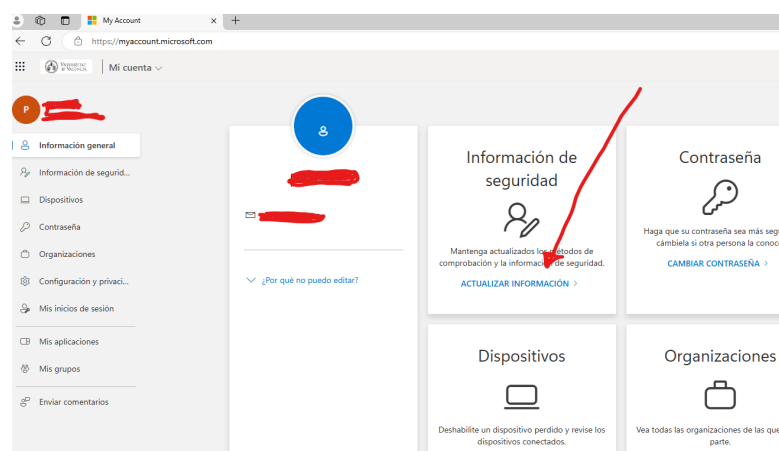 My Account
https://myaccount.microsoft.com
Mi cuenta
P
Información general
Información de segurid...
Dispositivos
Contraseña
Organizaciones
Configuración y privaci...
Mis inicios de sesión
Mis aplicaciones
Mis grupos
Enviar comentarios
¿Por qué no puedo editar?
Información de
seguridad
Mantenga actualizados los métodos de
comprobación y la información de seguridad.
ACTUALIZAR INFORMACIÓN
Contraseña
Haga que su contraseña sea más segu
cámbiela si otra persona la conoc
CAMBIAR CONTRASEÑA
Dispositivos
Deshabilite un dispositivo perdido y revise los
dispositivos conectados.
Organizaciones
Vea todas las organizaciones de las que
parte.